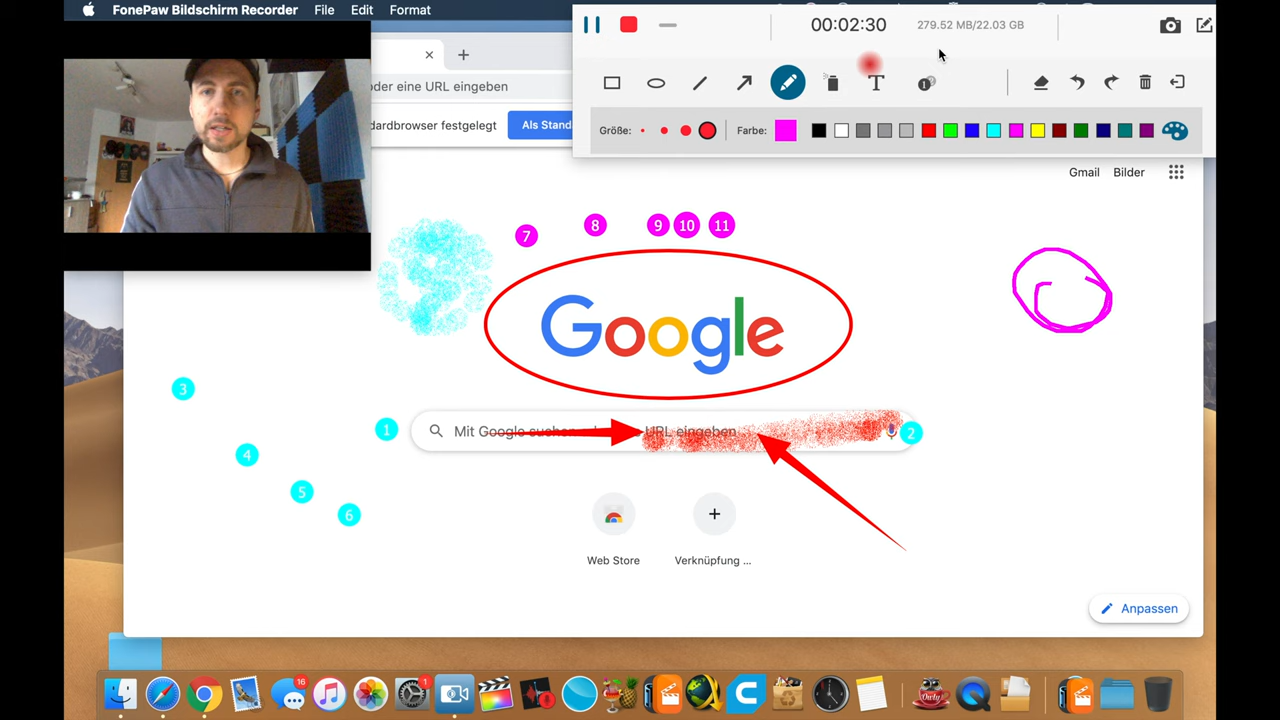 FonePaw Bildschirm Recorder File Edit Format
00:02:30 279.52 MB/22.03 GB
T 1
oder eine URL eingeben
dardbrowser festgelegt Als Stand
Größe: Farbe:
Gmail Bilder
7 8 9 10 11
Google
3
1 Mit Google suchen oder URL eingeben 2
4
5
6
Web Store Verknüpfung ...
Anpassen
16 1